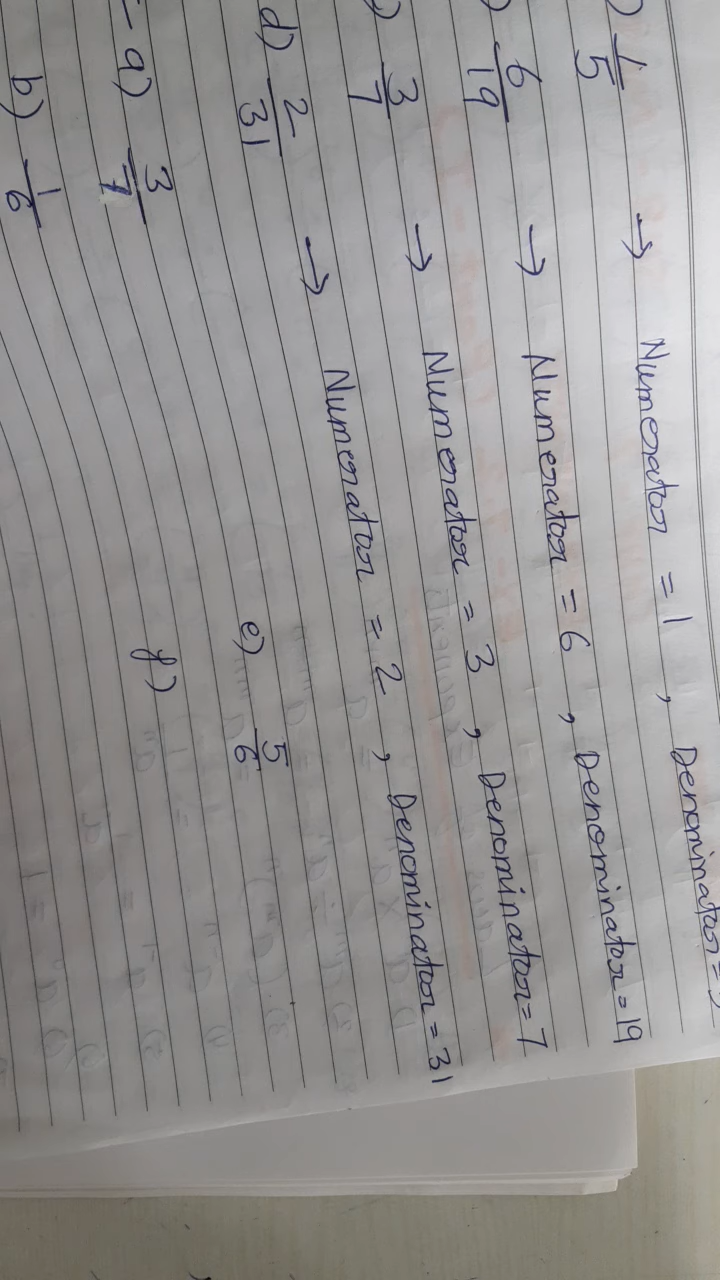 ) 1/5 → Numerator = 1 , Denominator =
) 6/19 → Numerator = 6 , Denominator = 19
) 3/7 → Numerator = 3 , Denominator = 7
d) 2/31 → Numerator = 2 , Denominator = 31
- a) 3/7 e) 5/6
b) 1/6 f)